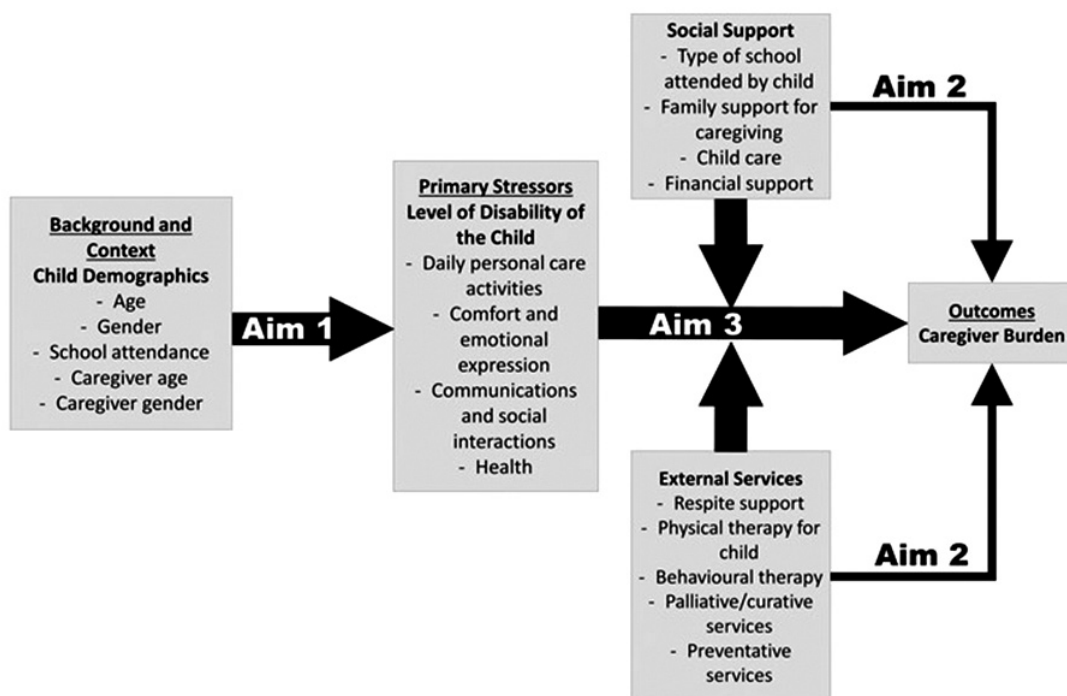 Background and
Context
Child Demographics
- Age
- Gender
- School attendance
- Caregiver age
- Caregiver gender
Aim 1
Primary Stressors
Level of Disability of
the Child
- Daily personal care
activities
- Comfort and
emotional
expression
- Communications
and social
interactions
- Health
Social Support
- Type of school
attended by child
- Family support for
caregiving
- Child care
- Financial support
Aim 2
Aim 3
Outcomes
Caregiver Burden
External Services
- Respite support
- Physical therapy for
child
- Behavioural therapy
- Palliative/curative
services
- Preventative
services
Aim 2